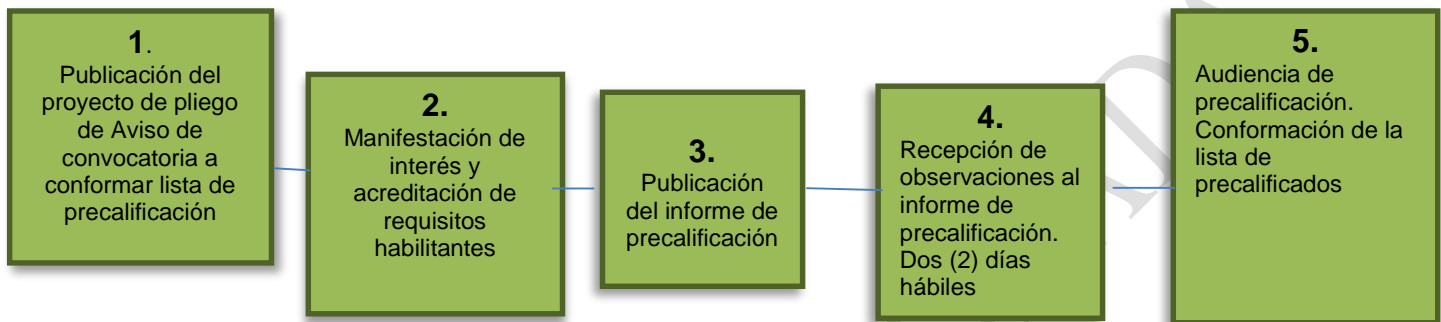 1.
Publicación del
proyecto de pliego
de Aviso de
convocatoria a
conformar lista de
precalificación
2.
Manifestación de
interés y
acreditación de
requisitos
habilitantes
3.
Publicación
del informe de
precalificación
4.
Recepción de
observaciones al
informe de
precalificación.
Dos (2) días
hábiles
5.
Audiencia de
precalificación.
Conformación de la
lista de
precalificados